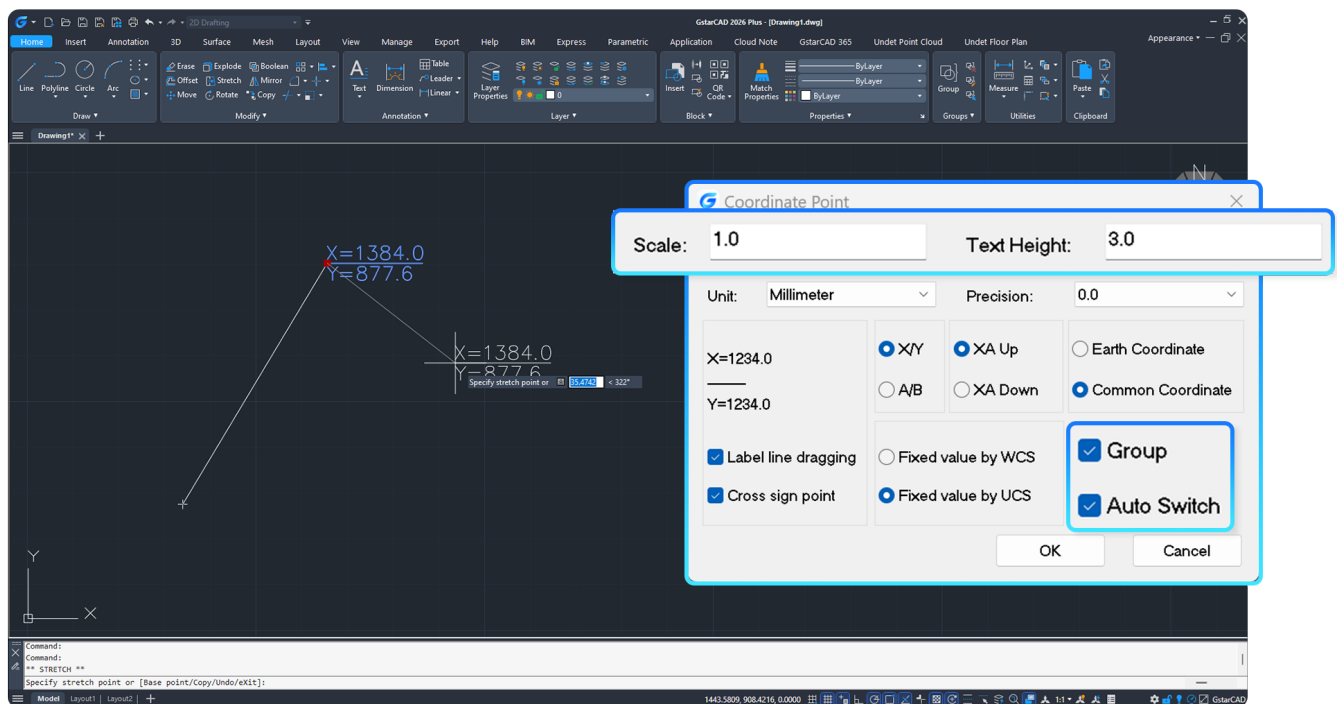 2D Drafting
GstarCAD 2026 Plus - [Drawing1.dwg]
Home Insert Annotation 3D Surface Mesh Layout View Manage Export Help BIM Express Parametric Application Cloud Note GstarCAD 365 Undet Point Cloud Undet Floor Plan Appearance
Line Polyline Circle Arc
Erase Explode Boolean
Offset Stretch Mirror
Move Rotate Copy
Text Dimension
Table
Leader
Linear
Layer
Properties
0
Insert
QR
Code
Match
Properties
ByLayer
ByLayer
ByLayer
Group
Measure
Paste
Draw Modify Annotation Layer Block Properties Groups Utilities Clipboard
Drawing1*
N
X=1384.0
Y=877.6
X=1384.0
Y=877.6
Specify stretch point or 35.4742 < 322°
Y
X
Coordinate Point
Scale: 1.0 Text Height: 3.0
Unit: Millimeter Precision: 0.0
X=1234.0
Y=1234.0
X/Y XA Up Earth Coordinate
A/B XA Down Common Coordinate
Label line dragging Fixed value by WCS Group
Cross sign point Fixed value by UCS Auto Switch
OK Cancel
Command:
Command:
** STRETCH **
Specify stretch point or [Base point/Copy/Undo/eXit]:
Model Layout1 Layout2 1443.5809, 908.4216, 0.0000 1:1 GstarCAD